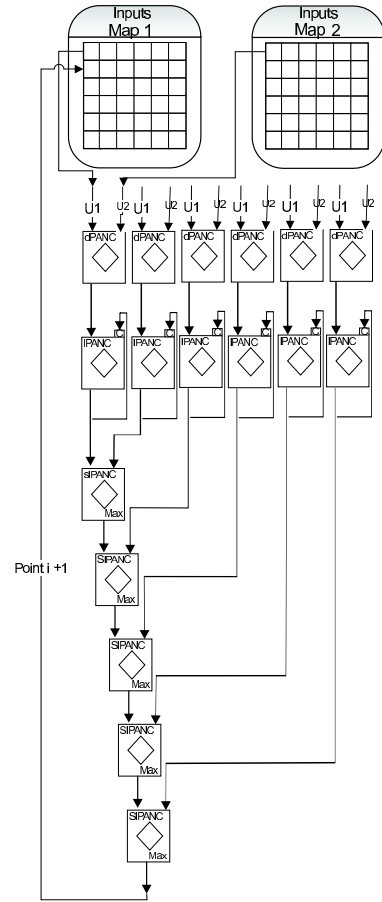 Inputs
Map 1
Inputs
Map 2
U1 U2 U1 U2 U1 U2 U1 U2 U1 U2 U1 U2
dPANC dPANC dPANC dPANC dPANC dPANC
C C C C C C
IPANC IPANC IPANC IPANC IPANC IPANC
sIPANC
Max
SIPANC
Max
Point i +1
SIPANC
Max
SIPANC
Max
SIPANC
Max